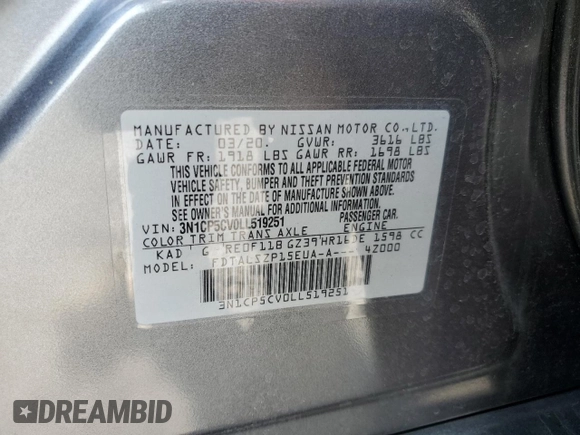 MANUFACTURED BY NISSAN MOTOR CO.,LTD.
DATE: 03/20 GVWR: 3616 LBS
GAWR FR: 1918 LBS GAWR RR: 1698 LBS
THIS VEHICLE CONFORMS TO ALL APPLICABLE FEDERAL MOTOR
VEHICLE SAFETY, BUMPER AND THEFT PREVENTION STANDARDS
IN EFFECT ON THE DATE OF MANUFACTURE SHOWN ABOVE.
SEE OWNER'S MANUAL FOR ADDITIONAL INFORMATION.
VIN: 3N1CP5CV0LL519251 PASSENGER CAR.
COLOR TRIM TRANS AXLE ENGINE
KAD G RE0F11B GZ39 HR16DE 1598 CC
MODEL: FDTALSZP15EUA-A--- 4Z000
3N1CP5CV0LL519251
DREAMBID